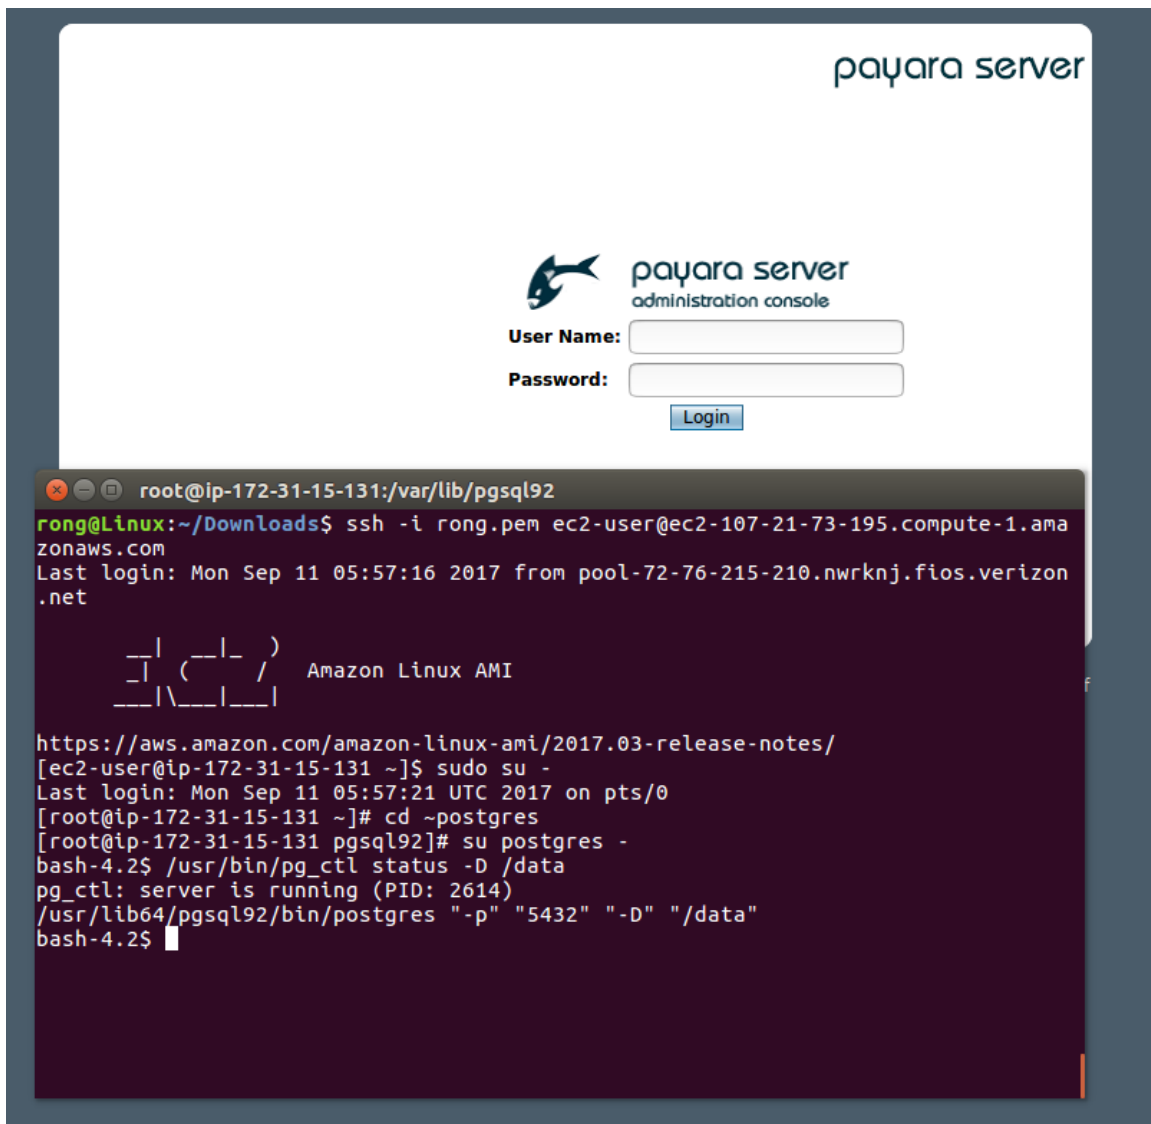 payara server
payara server
administration console
User Name:
Password:
Login
root@ip-172-31-15-131:/var/lib/pgsql92
rong@Linux:~/Downloads$ ssh -i rong.pem ec2-user@ec2-107-21-73-195.compute-1.ama
zonaws.com
Last login: Mon Sep 11 05:57:16 2017 from pool-72-76-215-210.nwrknj.fios.verizon
.net
__|  __|_  )
_|  (     /   Amazon Linux AMI
___|\___|___|
https://aws.amazon.com/amazon-linux-ami/2017.03-release-notes/
[ec2-user@ip-172-31-15-131 ~]$ sudo su -
Last login: Mon Sep 11 05:57:21 UTC 2017 on pts/0
[root@ip-172-31-15-131 ~]# cd ~postgres
[root@ip-172-31-15-131 pgsql92]# su postgres -
bash-4.2$ /usr/bin/pg_ctl status -D /data
pg_ctl: server is running (PID: 2614)
/usr/lib64/pgsql92/bin/postgres "-p" "5432" "-D" "/data"
bash-4.2$